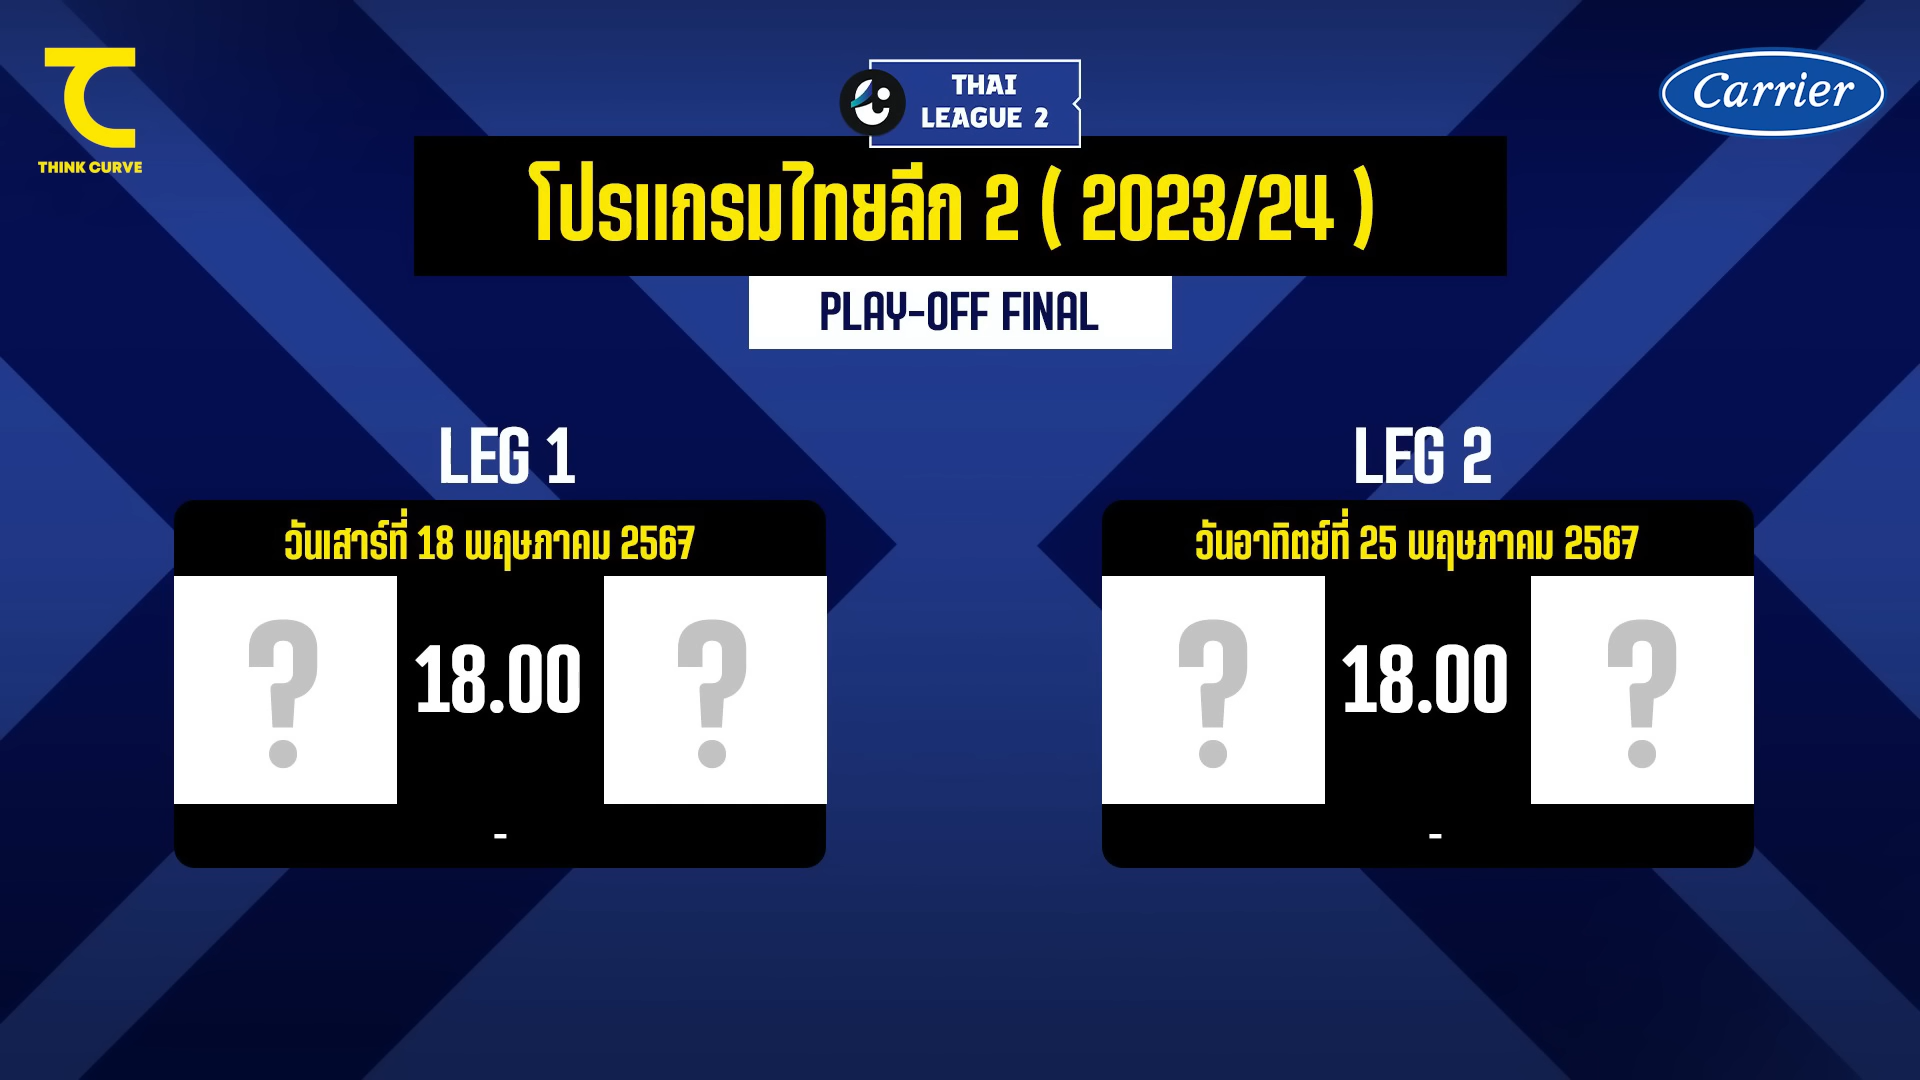 THINK CURVE
THAI
LEAGUE 2
Carrier
โปรแกรมไทยลีก 2 ( 2023/24 )
PLAY-OFF FINAL
LEG 1
วันเสาร์ที่ 18 พฤษภาคม 2567
? 18.00 ?
-
LEG 2
วันอาทิตย์ที่ 25 พฤษภาคม 2567
? 18.00 ?
-